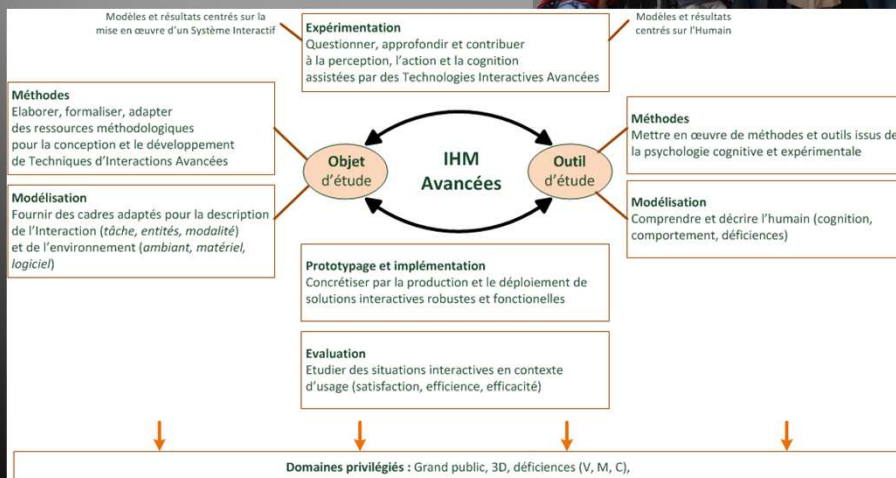 Modèles et résultats centrés sur la
mise en œuvre d'un Système Interactif
Expérimentation
Questionner, approfondir et contribuer
à la perception, l'action et la cognition
assistées par des Technologies Interactives Avancées
Modèles et résultats
centrés sur l'Humain
Méthodes
Elaborer, formaliser, adapter
des ressources méthodologiques
pour la conception et le développement
de Techniques d'Interactions Avancées
Objet
d'étude
IHM
Avancées
Outil
d'étude
Méthodes
Mettre en œuvre de méthodes et outils issus de
la psychologie cognitive et expérimentale
Modélisation
Fournir des cadres adaptés pour la description
de l'Interaction (tâche, entités, modalité)
et de l'environnement (ambiant, matériel,
logiciel)
Modélisation
Comprendre et décrire l'humain (cognition,
comportement, déficiences)
Prototypage et implémentation
Concrétiser par la production et le déploiement de
solutions interactives robustes et fonctionelles
Evaluation
Etudier des situations interactives en contexte
d'usage (satisfaction, efficience, efficacité)
Domaines privilégiés : Grand public, 3D, déficiences (V, M, C),